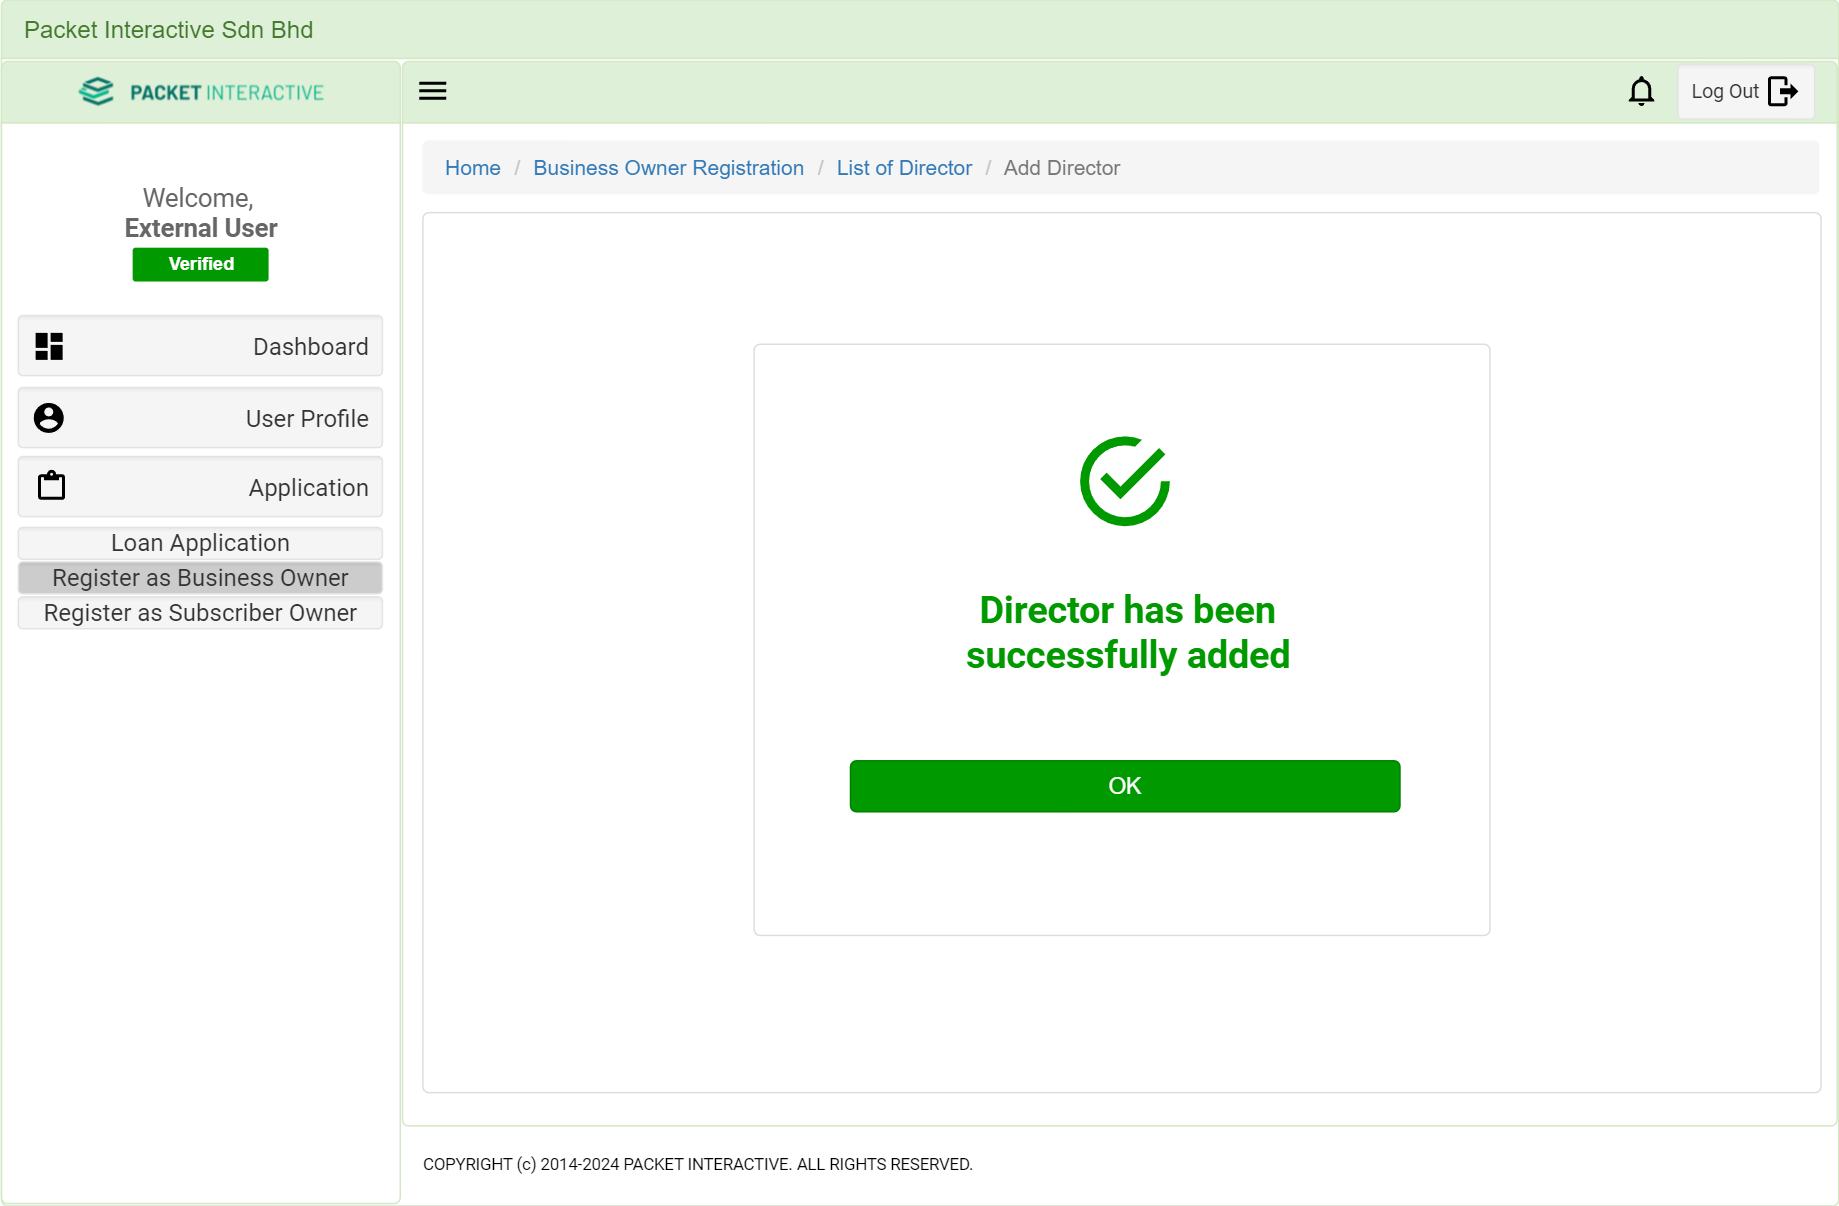 Packet Interactive Sdn Bhd
PACKET INTERACTIVE
Log Out
Welcome,
External User
Verified
Dashboard
User Profile
Application
Loan Application
Register as Business Owner
Register as Subscriber Owner
Home / Business Owner Registration / List of Director / Add Director
Director has been
successfully added
OK
COPYRIGHT (c) 2014-2024 PACKET INTERACTIVE. ALL RIGHTS RESERVED.